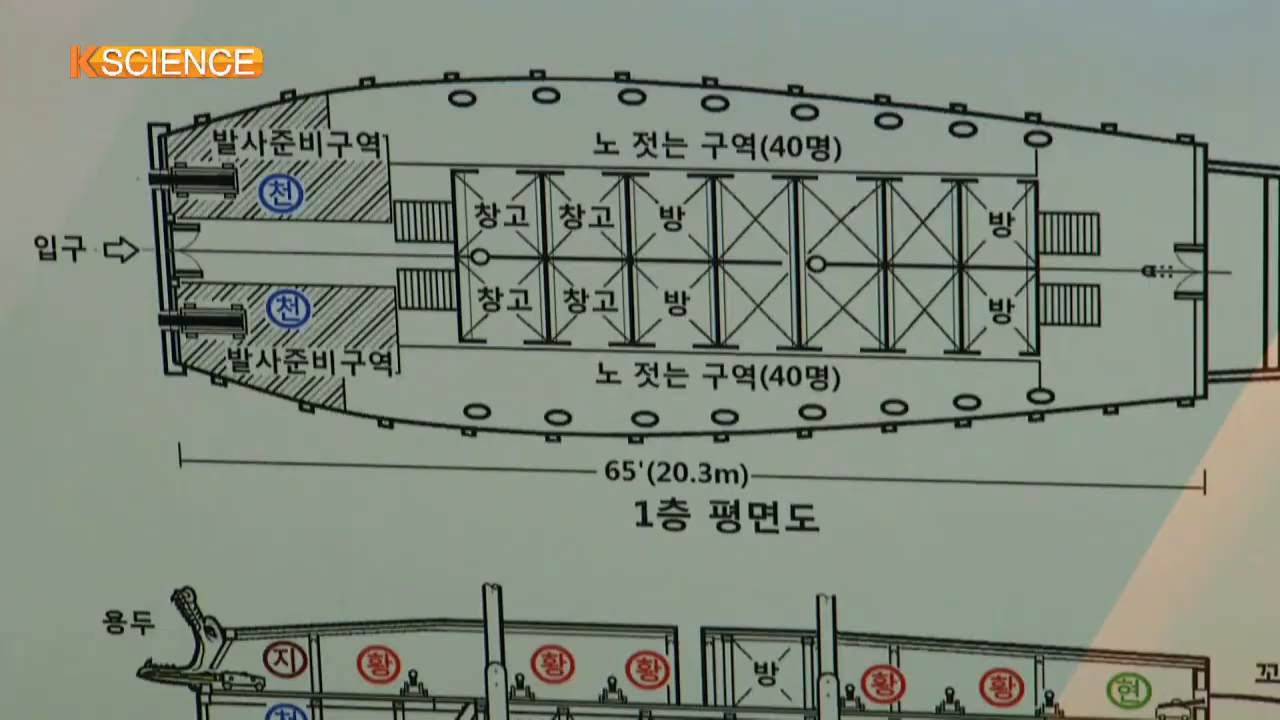 KSCIENCE
발사준비구역
노 젓는 구역(40명)
천
창고 창고 방 방
입구
천
창고 창고 방 방
발사준비구역
노 젓는 구역(40명)
65'(20.3m)
1층 평면도
용두
지 황 황 황 방 황 황 현
꼬
천